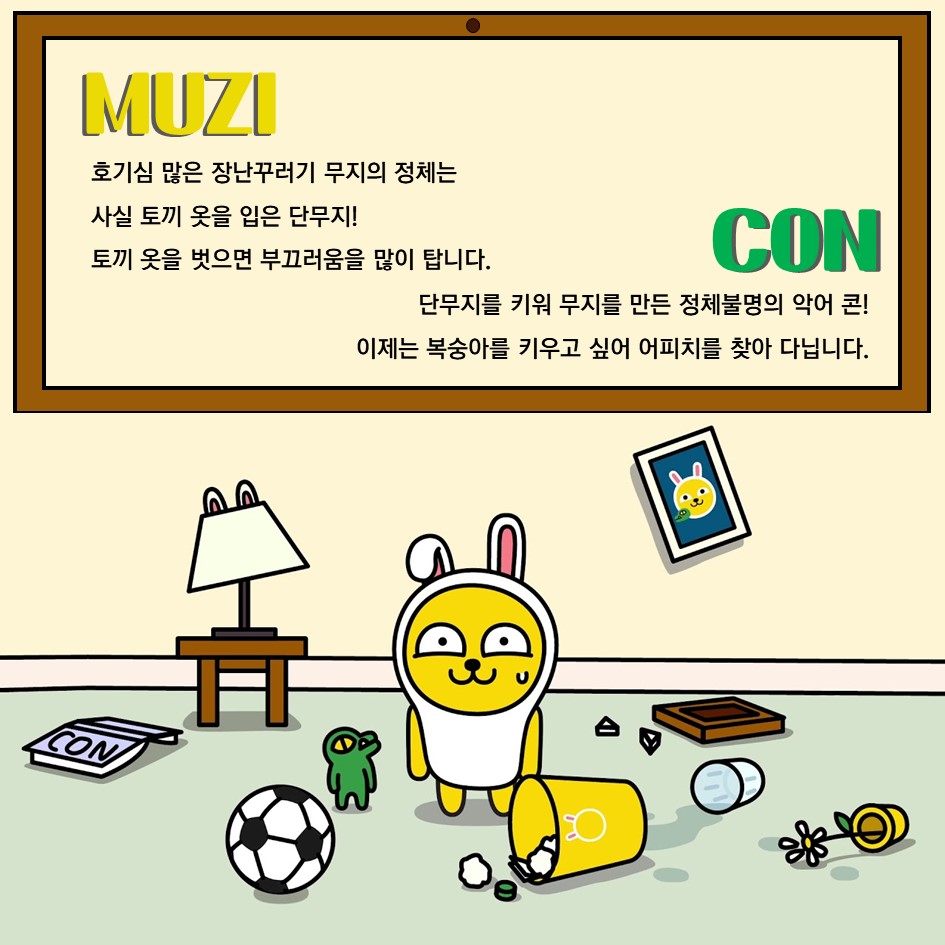 MUZI
호기심 많은 장난꾸러기 무지의 정체는
사실 토끼 옷을 입은 단무지!
토끼 옷을 벗으면 부끄러움을 많이 탑니다.
CON
단무지를 키워 무지를 만든 정체불명의 악어 콘!
이제는 복숭아를 키우고 싶어 어피치를 찾아 다닙니다.
CON